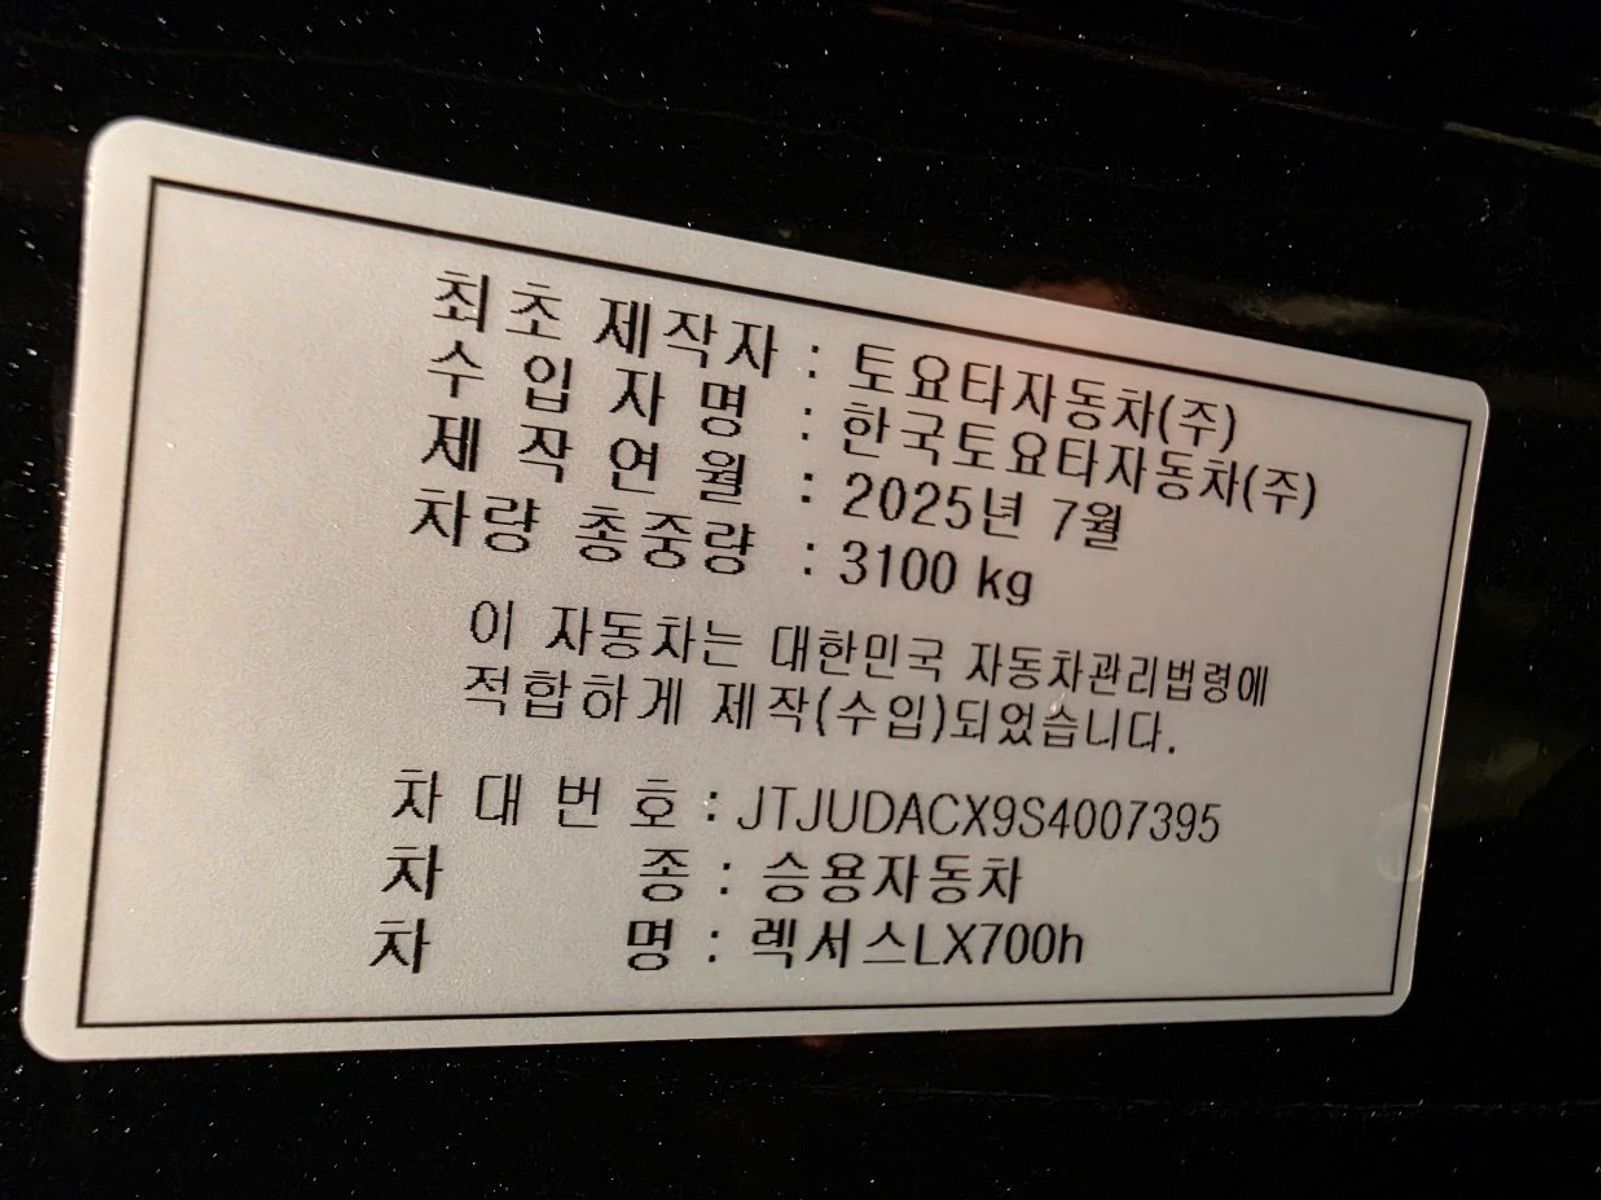 최초 제작자 : 토요타자동차(주)
수입자명 : 한국토요타자동차(주)
제작연월 : 2025년 7월
차량 총중량 : 3100 kg
이 자동차는 대한민국 자동차관리법령에
적합하게 제작(수입)되었습니다.
차대번호 : JTJUDACX9S4007395
차종 : 승용자동차
차명 : 렉서스LX700h